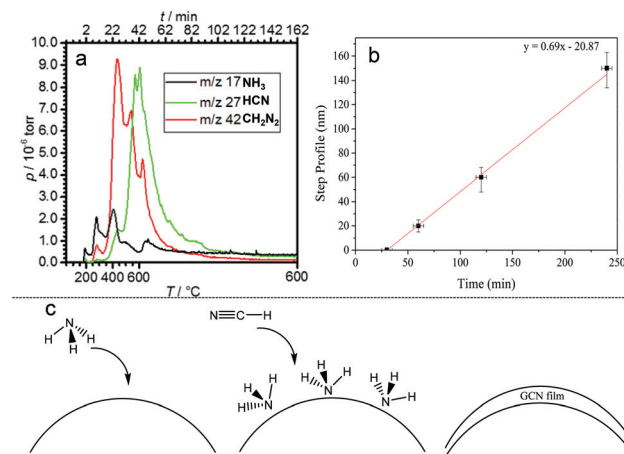 t / min
2 22 42 62 82 102 122 142 162
a
m/z 17 NH3
m/z 27 HCN
m/z 42 CH2N2
p / 10-6 torr
10.0
9.0
8.0
7.0
6.0
5.0
4.0
3.0
2.0
1.0
0.0
200 400 600 600
T / °C
b
y = 0.69x - 20.87
Step Profile (nm)
160
140
120
100
80
60
40
20
0
0 50 100 150 200 250
Time (min)
c
N
H H
H
N≡C–H
H
H
H N
H
H N H
H
H
N H
GCN film